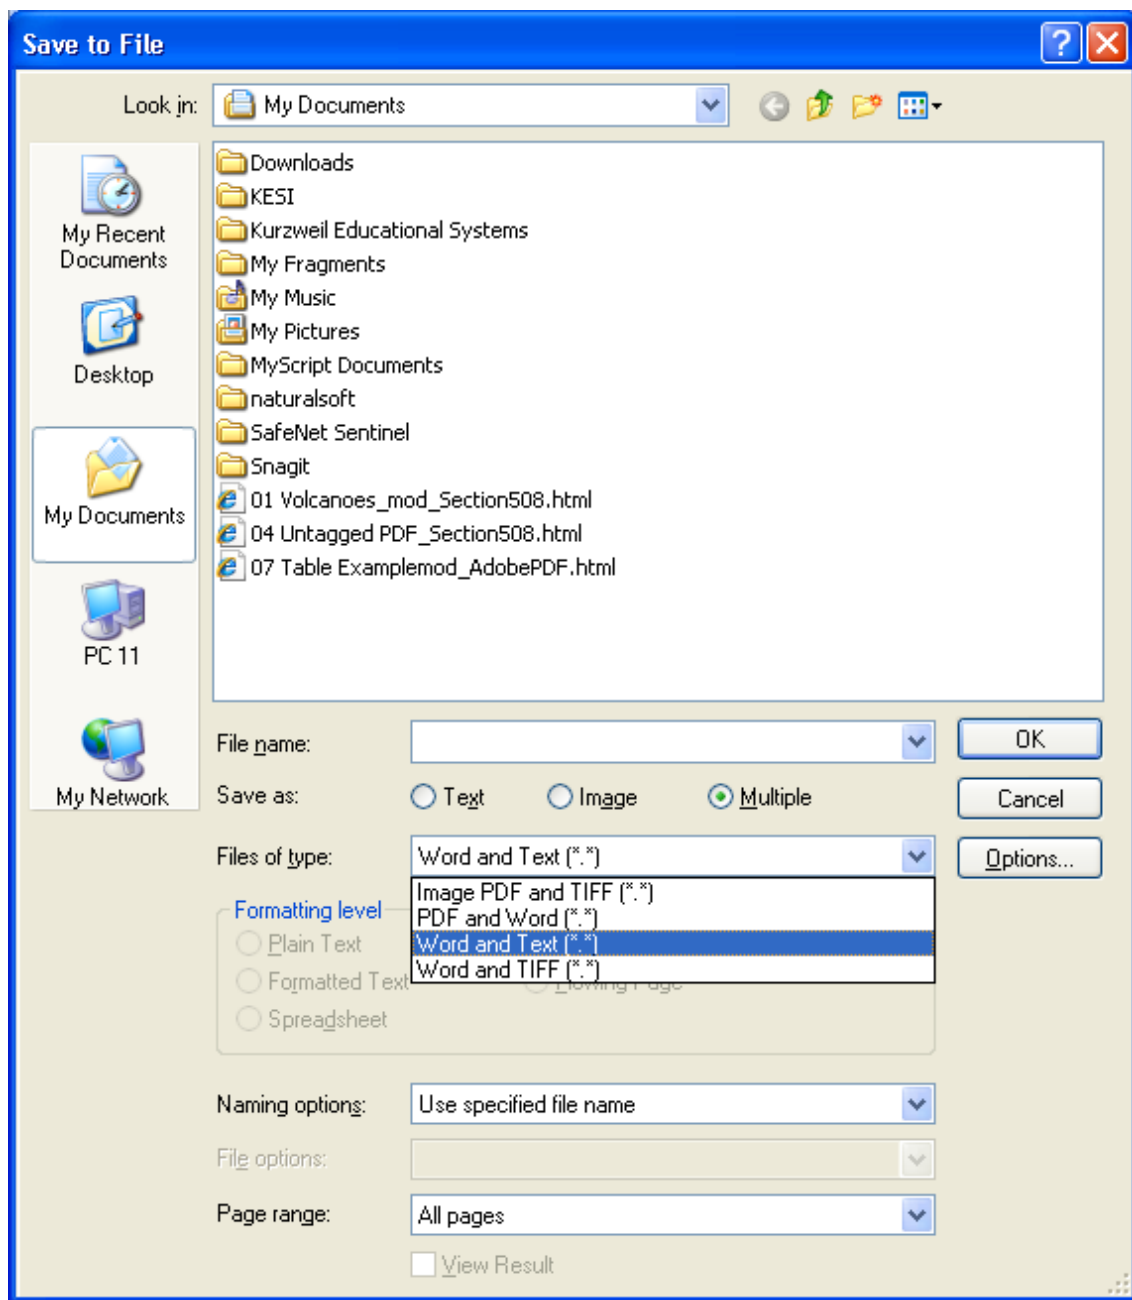 Save to File
Look in: My Documents
My Recent Documents
Desktop
My Documents
PC 11
My Network
Downloads
KESI
Kurzweil Educational Systems
My Fragments
My Music
My Pictures
MyScript Documents
naturalsoft
SafeNet Sentinel
Snagit
01 Volcanoes_mod_Section508.html
04 Untagged PDF_Section508.html
07 Table Examplemod_AdobePDF.html
File name:
OK
Save as: Text Image Multiple
Cancel
Files of type: Word and Text (*.*)
Options...
Image PDF and TIFF (*.*)
PDF and Word (*.*)
Word and Text (*.*)
Word and TIFF (*.*)
Formatting level
Plain Text
Formatted Text Flowing Page
Spreadsheet
Naming options: Use specified file name
File options:
Page range: All pages
View Result